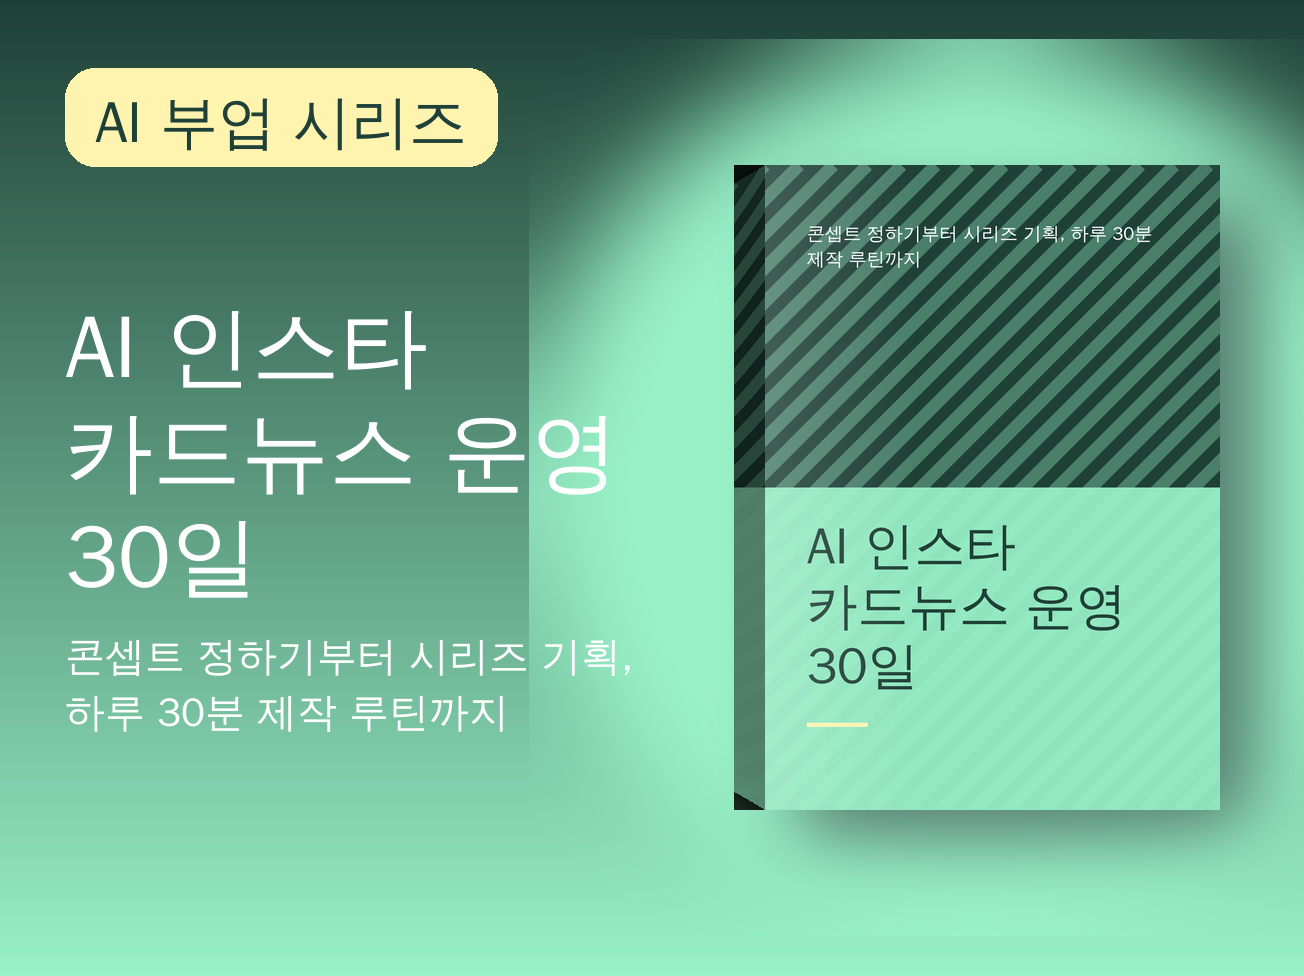 AI 부업 시리즈
AI 인스타
카드뉴스 운영
30일
콘셉트 정하기부터 시리즈 기획,
하루 30분 제작 루틴까지
콘셉트 정하기부터 시리즈 기획, 하루 30분
제작 루틴까지
AI 인스타
카드뉴스 운영
30일